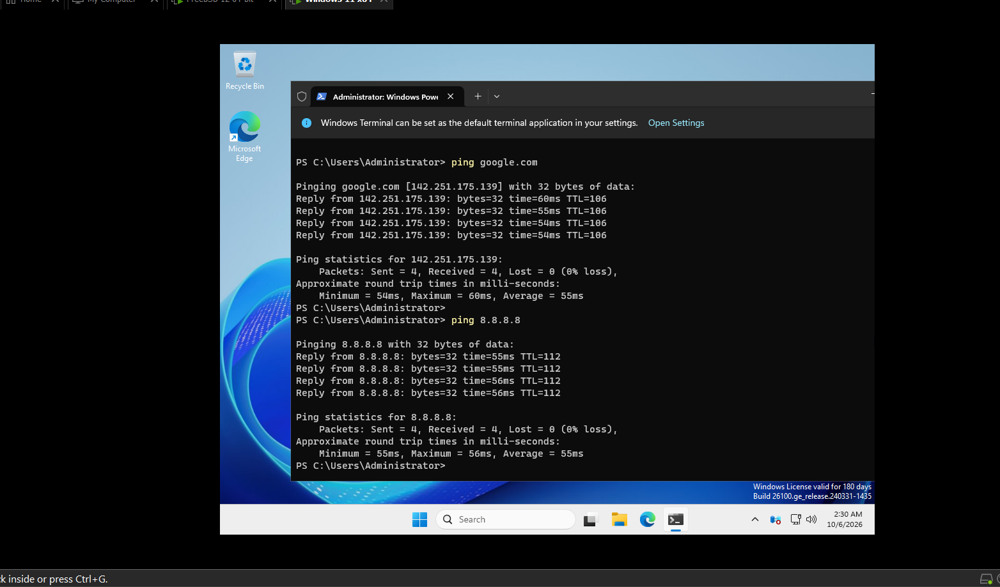 Recycle Bin
Microsoft
Edge
Administrator: Windows Powe
Windows Terminal can be set as the default terminal application in your settings. Open Settings
PS C:\Users\Administrator> ping google.com
Pinging google.com [142.251.175.139] with 32 bytes of data:
Reply from 142.251.175.139: bytes=32 time=60ms TTL=106
Reply from 142.251.175.139: bytes=32 time=55ms TTL=106
Reply from 142.251.175.139: bytes=32 time=54ms TTL=106
Reply from 142.251.175.139: bytes=32 time=54ms TTL=106
Ping statistics for 142.251.175.139:
Packets: Sent = 4, Received = 4, Lost = 0 (0% loss),
Approximate round trip times in milli-seconds:
Minimum = 54ms, Maximum = 60ms, Average = 55ms
PS C:\Users\Administrator>
PS C:\Users\Administrator> ping 8.8.8.8
Pinging 8.8.8.8 with 32 bytes of data:
Reply from 8.8.8.8: bytes=32 time=55ms TTL=112
Reply from 8.8.8.8: bytes=32 time=55ms TTL=112
Reply from 8.8.8.8: bytes=32 time=56ms TTL=112
Reply from 8.8.8.8: bytes=32 time=56ms TTL=112
Ping statistics for 8.8.8.8:
Packets: Sent = 4, Received = 4, Lost = 0 (0% loss),
Approximate round trip times in milli-seconds:
Minimum = 55ms, Maximum = 56ms, Average = 55ms
PS C:\Users\Administrator>
Windows License valid for 180 days
Build 26100.ge_release.240331-1435
Search
2:30 AM
10/6/2026
k inside or press Ctrl+G.